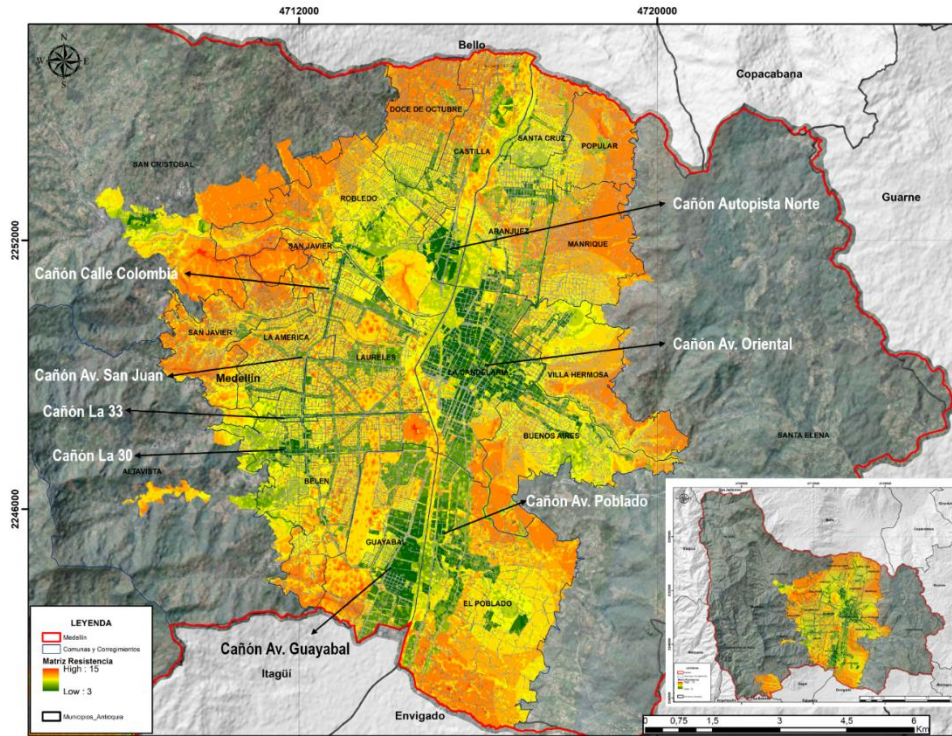 4712000
4720000
Bello
Copacabana
N
W
E
S
DOCE DE OCTUBRE
SANTA CRUZ
CASTILLA
POPULAR
SAN CRISTOBAL
Guarne
ROBLEDO
Cañón Autopista Norte
ARANJUEZ
2252000
SAN JAVIER
MANRIQUE
Cañón Calle Colombia
SAN JAVIER
LA AMERICA
Cañón Av. Oriental
LAURELES
Cañón Av. San Juan
Medellín
LA CANDELARIA
VILLA HERMOSA
Cañón La 33
BUENOS AIRES
SANTA ELENA
Cañón La 30
ALTAVISTA
BELEN
Cañón Av. Poblado
2246000
GUAYABAL
EL POBLADO
LEYENDA
Medellin
Comunas y Corregimientos
Matriz Resistencia
High : 15
Low : 3
Municipios_Antioquia
Cañón Av. Guayabal
Itagüí
Envigado
0 0,75 1,5 3 4,5 6
Km